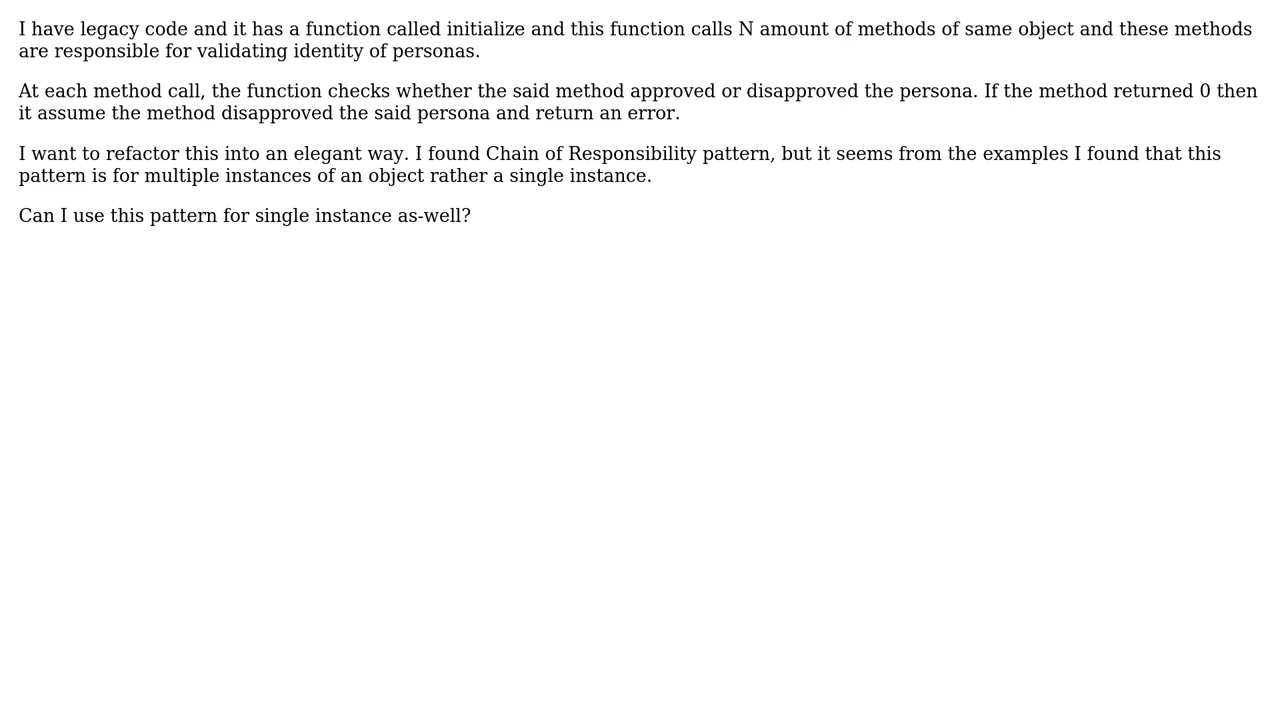 I have legacy code and it has a function called initialize and this function calls N amount of methods of same object and these methods
are responsible for validating identity of personas.
At each method call, the function checks whether the said method approved or disapproved the persona. If the method returned 0 then
it assume the method disapproved the said persona and return an error.
I want to refactor this into an elegant way. I found Chain of Responsibility pattern, but it seems from the examples I found that this
pattern is for multiple instances of an object rather a single instance.
Can I use this pattern for single instance as-well?